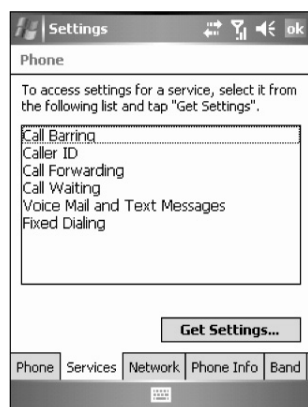 Settings
ok
Phone
To access settings for a service, select it from
the following list and tap "Get Settings".
Call Barring
Caller ID
Call Forwarding
Call Waiting
Voice Mail and Text Messages
Fixed Dialing
Get Settings...
Phone Services Network Phone Info Band